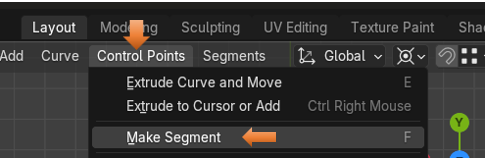 Layout Modeling Sculpting UV Editing Texture Paint Sha
Add Curve Control Points Segments Global
Extrude Curve and Move E
Extrude to Cursor or Add Ctrl Right Mouse
Make Segment F
Y